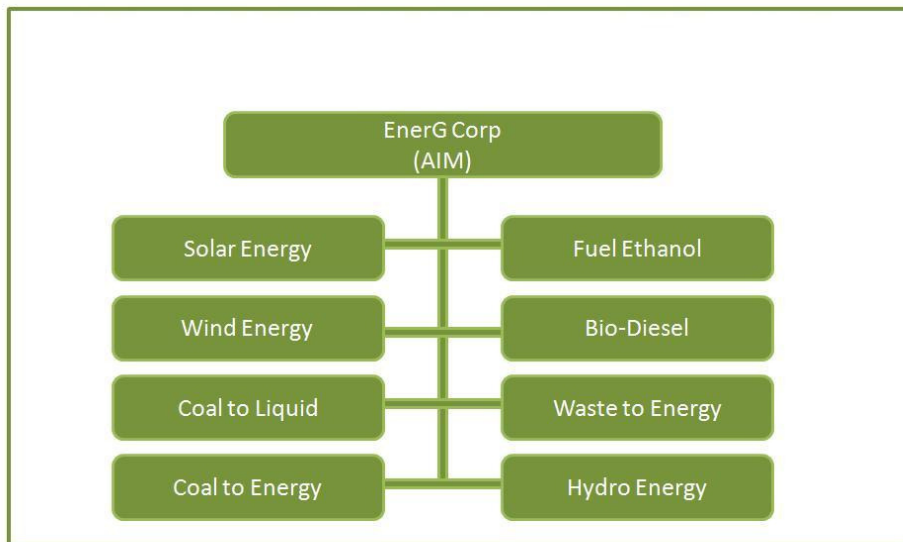 EnerG Corp
(AIM)
Solar Energy
Fuel Ethanol
Wind Energy
Bio-Diesel
Coal to Liquid
Waste to Energy
Coal to Energy
Hydro Energy